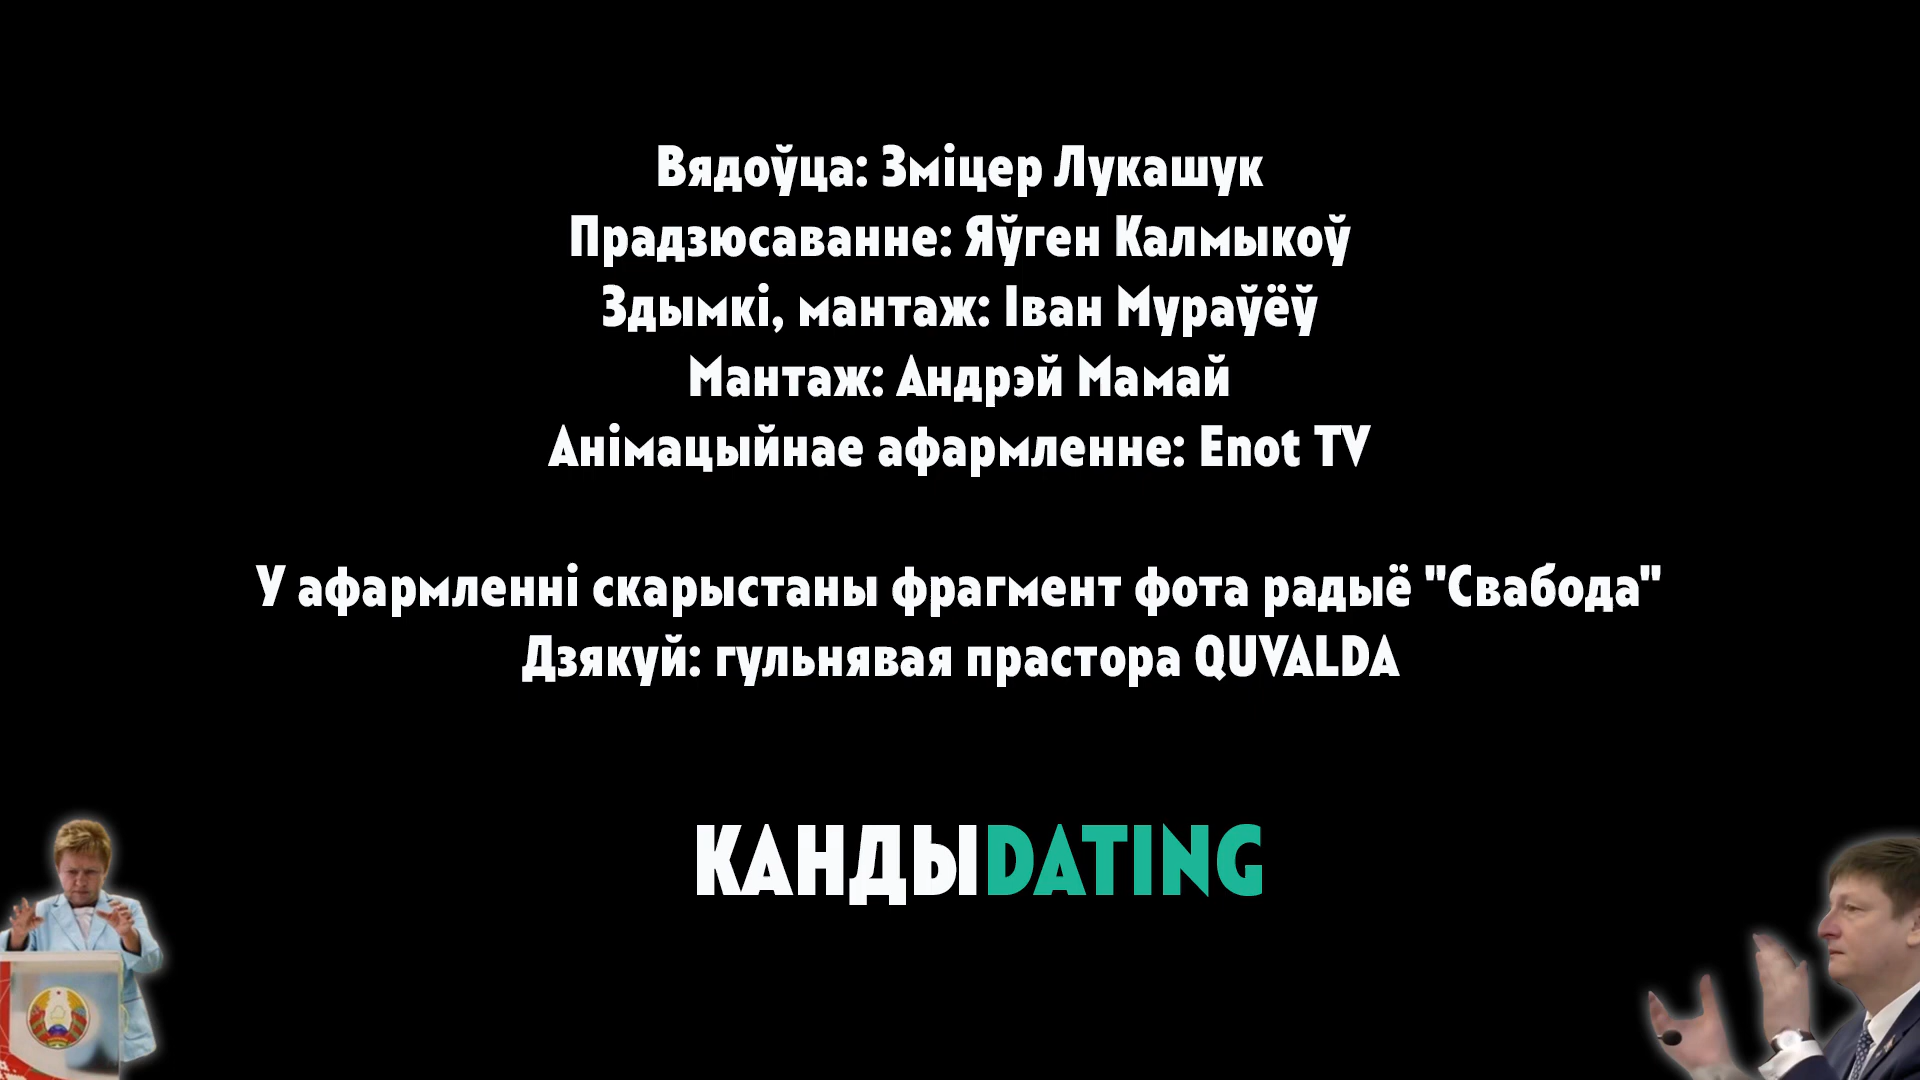 Вядоўца: Зміцер Лукашук
Прадзюсаванне: Яўген Калмыкоў
Здымкі, мантаж: Іван Мураўёў
Мантаж: Андрэй Мамай
Анімацыйнае афармленне: Enot TV
У афармленні скарыстаны фрагмент фота радыё "Свабода"
Дзякуй: гульнявая прастора QUVALDA
КАНДЫDATING